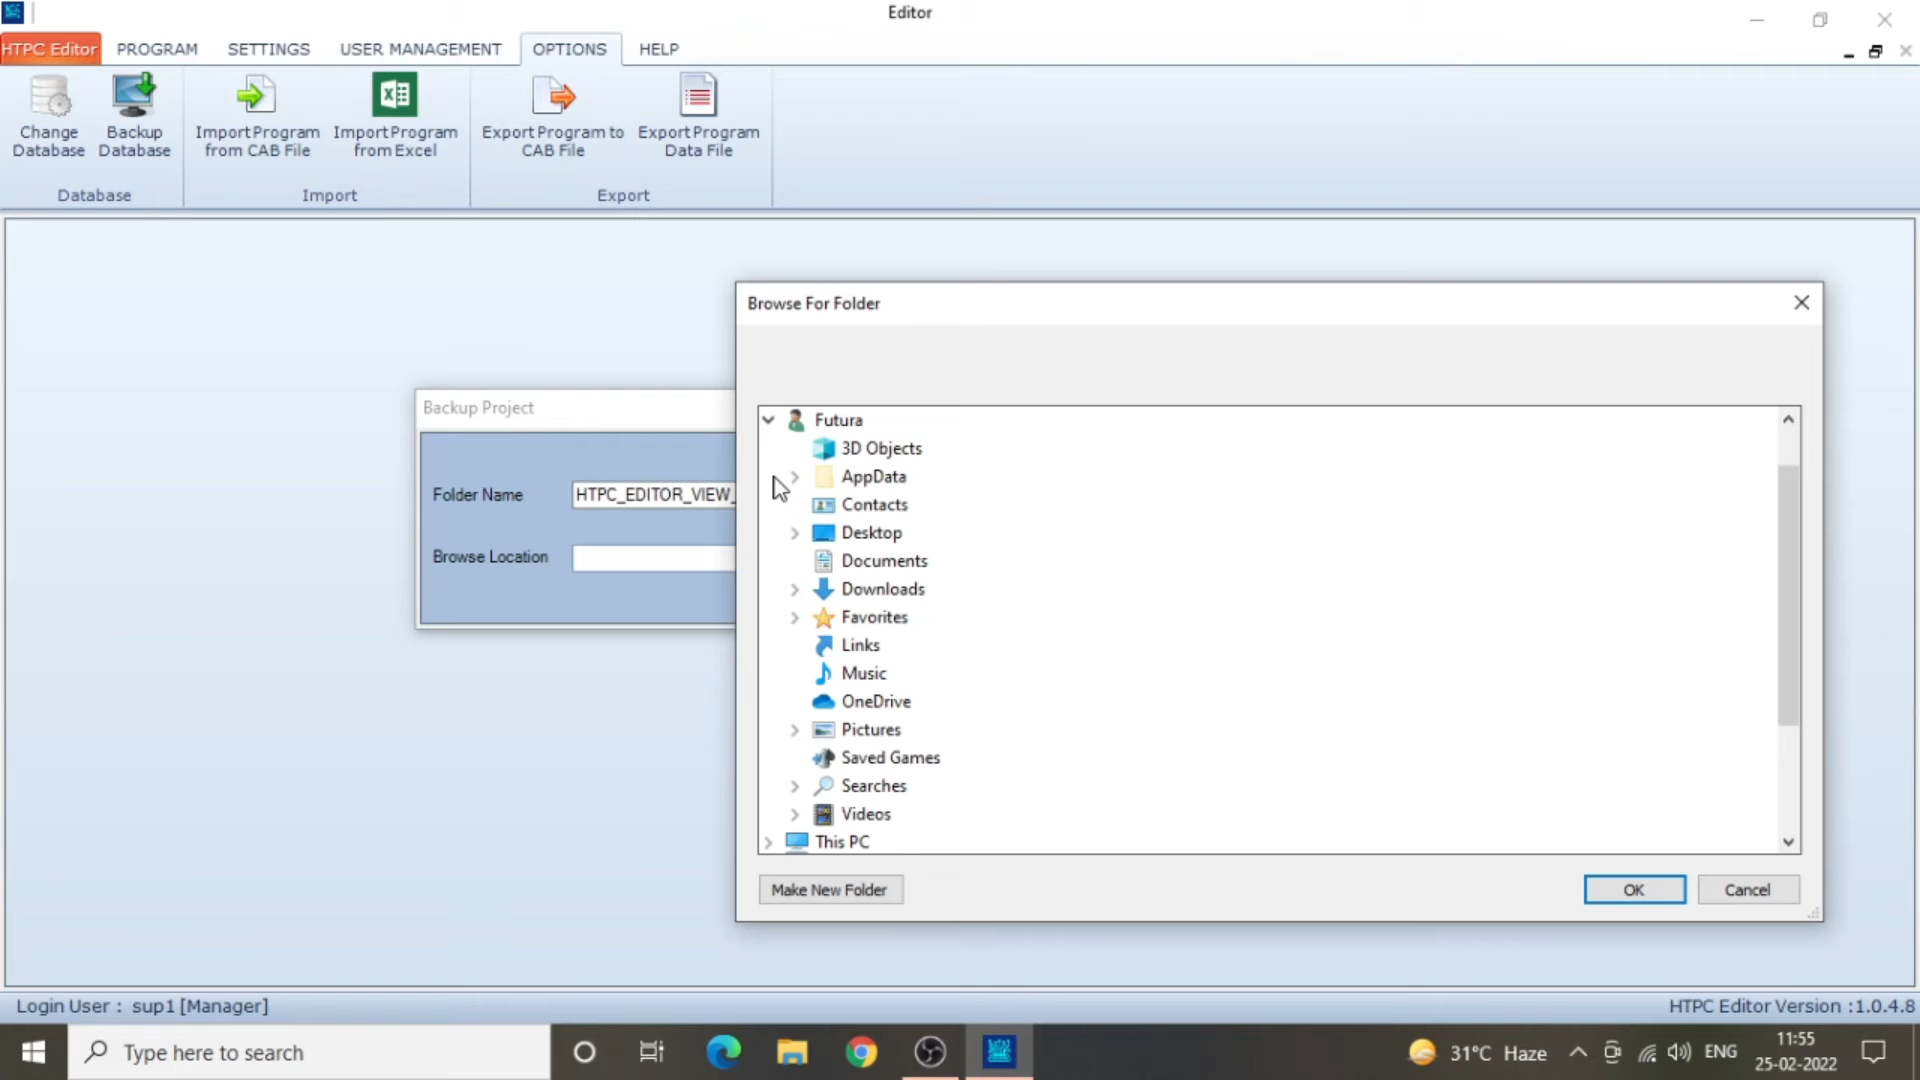 Editor
HTPC Editor PROGRAM SETTINGS USER MANAGEMENT OPTIONS HELP
Change Database
Backup Database
Import Program from CAB File
Import Program from Excel
Export Program to CAB File
Export Program Data File
Database Import Export
Browse For Folder
Backup Project
Folder Name HTPC_EDITOR_VIEW_
Browse Location
Futura
3D Objects
AppData
Contacts
Desktop
Documents
Downloads
Favorites
Links
Music
OneDrive
Pictures
Saved Games
Searches
Videos
This PC
Make New Folder OK Cancel
Login User : sup1 [Manager] HTPC Editor Version :1.0.4.8
Type here to search 31°C Haze ENG 11:55
25-02-2022